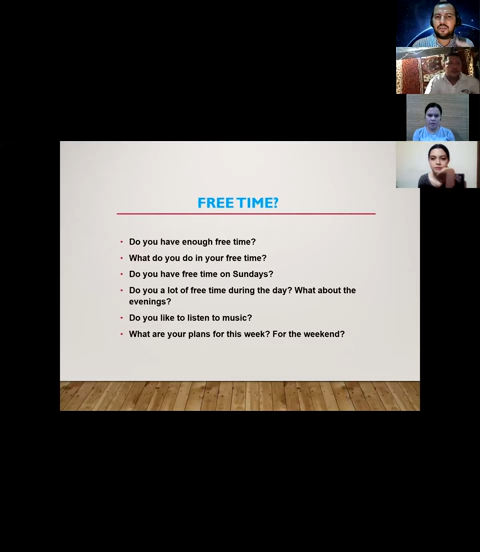 FREE TIME?
• Do you have enough free time?
• What do you do in your free time?
• Do you have free time on Sundays?
• Do you a lot of free time during the day? What about the
evenings?
• Do you like to listen to music?
• What are your plans for this week? For the weekend?